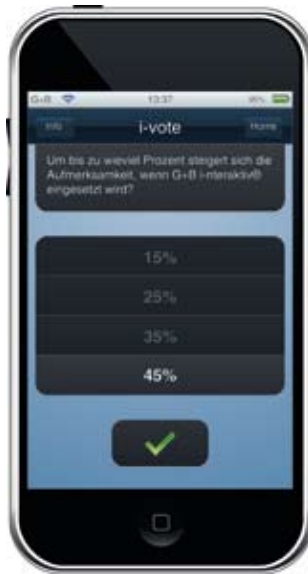 G+B 13:37
Info i-vote Home
Um bis zu wieviel Prozent steigert sich die
Aufmerksamkeit, wenn G+B i-nteraktiv®
eingesetzt wird?
15%
25%
35%
45%